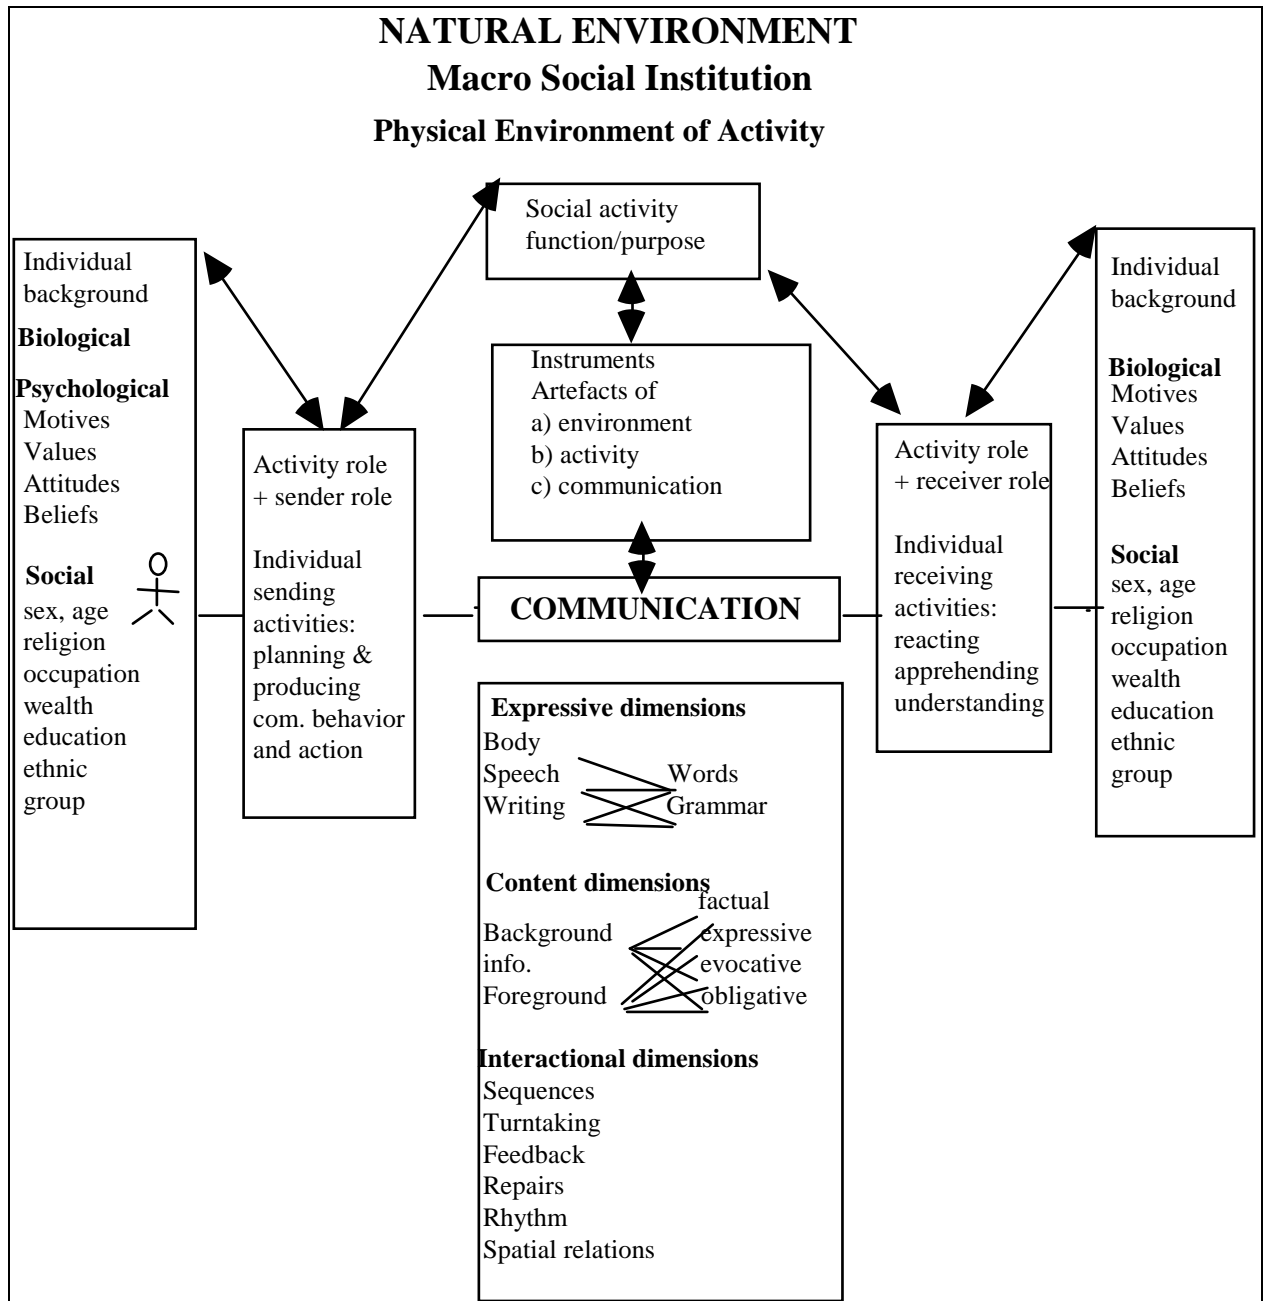 NATURAL ENVIRONMENT
Macro Social Institution
Physical Environment of Activity
Social activity
function/purpose
Individual
background
Biological
Psychological
Motives
Values
Attitudes
Beliefs
Social
sex, age
religion
occupation
wealth
education
ethnic
group
Activity role
+ sender role
Individual
sending
activities:
planning &
producing
com. behavior
and action
Instruments
Artefacts of
a) environment
b) activity
c) communication
COMMUNICATION
Expressive dimensions
Body
Speech Words
Writing Grammar
Content dimensions
factual
Background expressive
info. evocative
Foreground obligative
Interactional dimensions
Sequences
Turntaking
Feedback
Repairs
Rhythm
Spatial relations
Activity role
+ receiver role
Individual
receiving
activities:
reacting
apprehending
understanding
Individual
background
Biological
Motives
Values
Attitudes
Beliefs
Social
sex, age
religion
occupation
wealth
education
ethnic
group